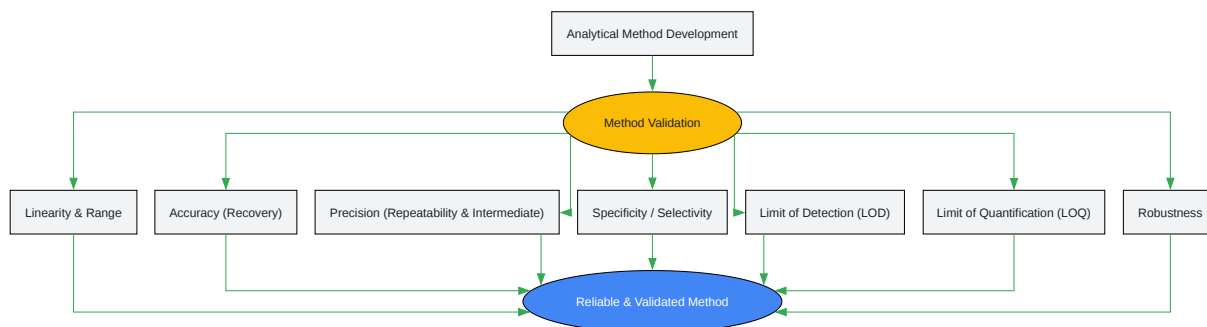 Analytical Method Development
Method Validation
Linearity & Range
Accuracy (Recovery)
Precision (Repeatability & Intermediate)
Specificity / Selectivity
Limit of Detection (LOD)
Limit of Quantification (LOQ)
Robustness
Reliable & Validated Method